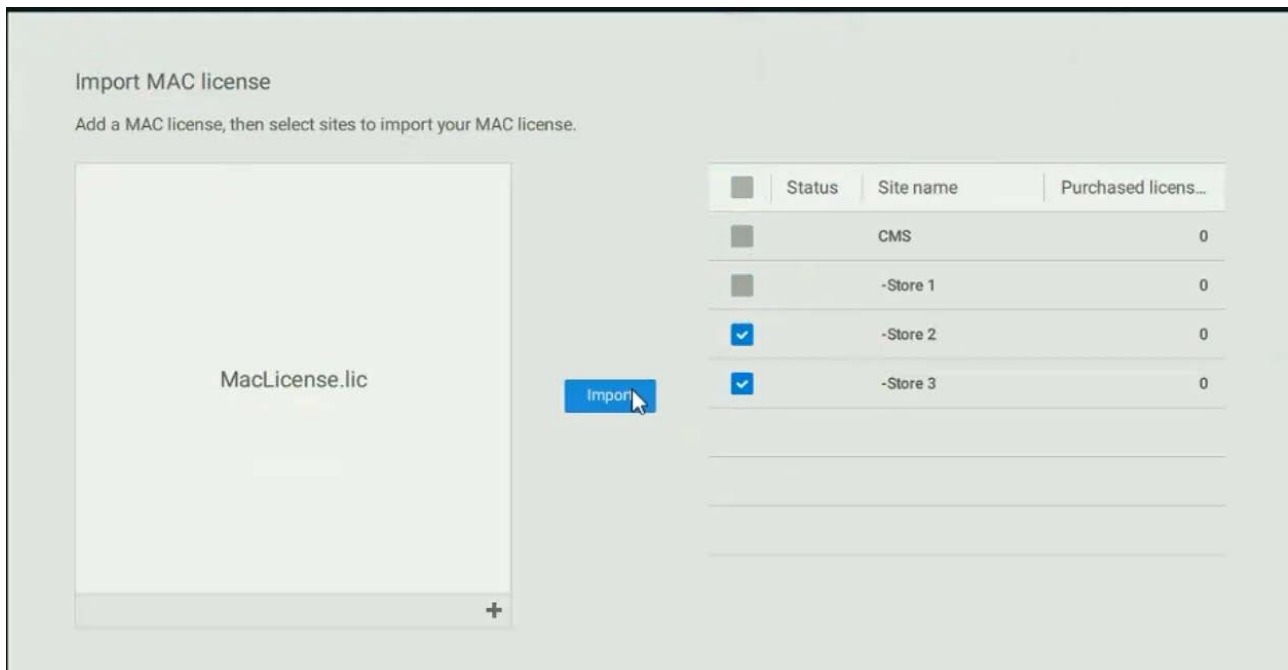 Import MAC license
Add a MAC license, then select sites to import your MAC license.
MacLicense.lic
Import
Status Site name Purchased licens...
CMS 0
-Store 1 0
-Store 2 0
-Store 3 0